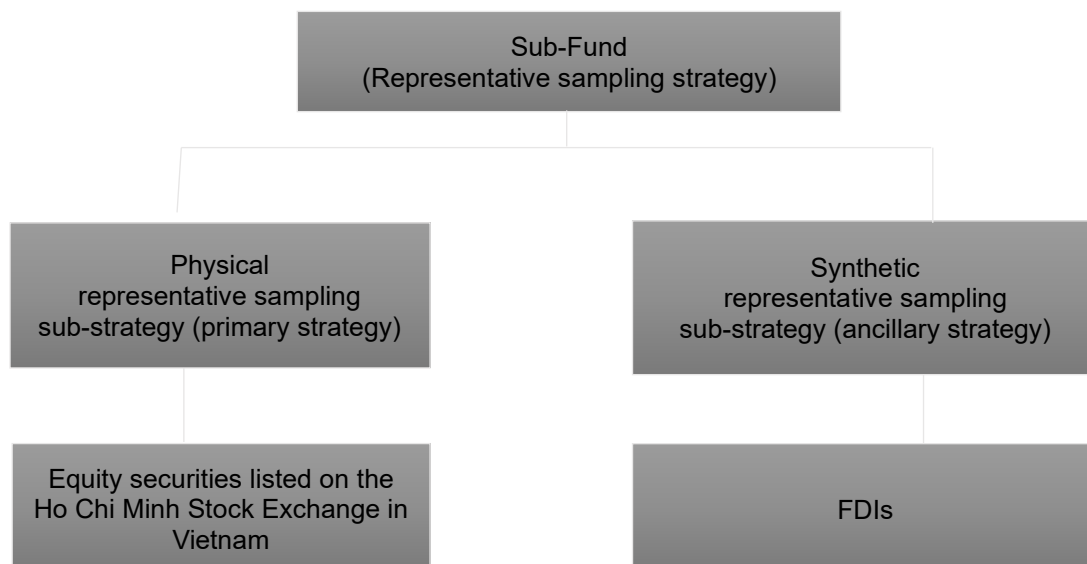 Sub-Fund
(Representative sampling strategy)
Physical
representative sampling
sub-strategy (primary strategy)
Synthetic
representative sampling
sub-strategy (ancillary strategy)
Equity securities listed on the
Ho Chi Minh Stock Exchange in
Vietnam
FDIs